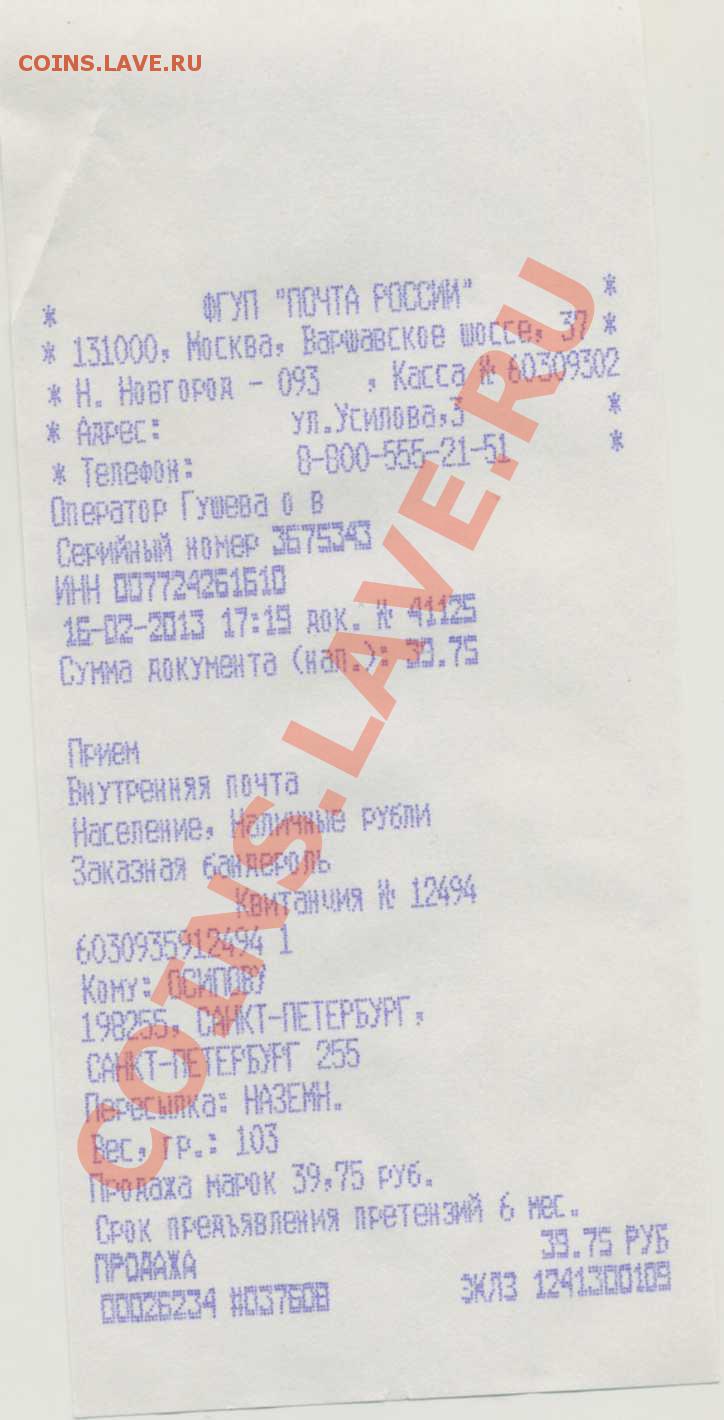 COINS.LAVE.RU
* ФГУП "ПОЧТА РОССИИ" *
* 131000, Москва, Варшавское шоссе, 37 *
* Н. Новгород - 093 , Касса № 60309302
* Адрес: ул.Усилова,3 *
* Телефон: 8-800-555-21-51 *
Оператор Гушева о в
Серийный номер 3675343
ИНН 007724261610
16-02-2013 17:19 док. № 41125
Сумма документа (нал.): 39.75
Прием
Внутренняя почта
Население, Наличные рубли
Заказная бандероль
Квитанция № 12494
6030935912494 1
Кому: ОСИПОВУ
198255, САНКТ-ПЕТЕРБУРГ,
САНКТ-ПЕТЕРБУРГ 255
Пересылка: НАЗЕМН.
Вес, гр.: 103
Продажа марок 39,75 руб.
Срок предъявления претензий 6 мес.
ПРОДАЖА 39.75 РУБ
00026234 #037608 ЭКЛЗ 1241300109
COINS.LAVE.RU